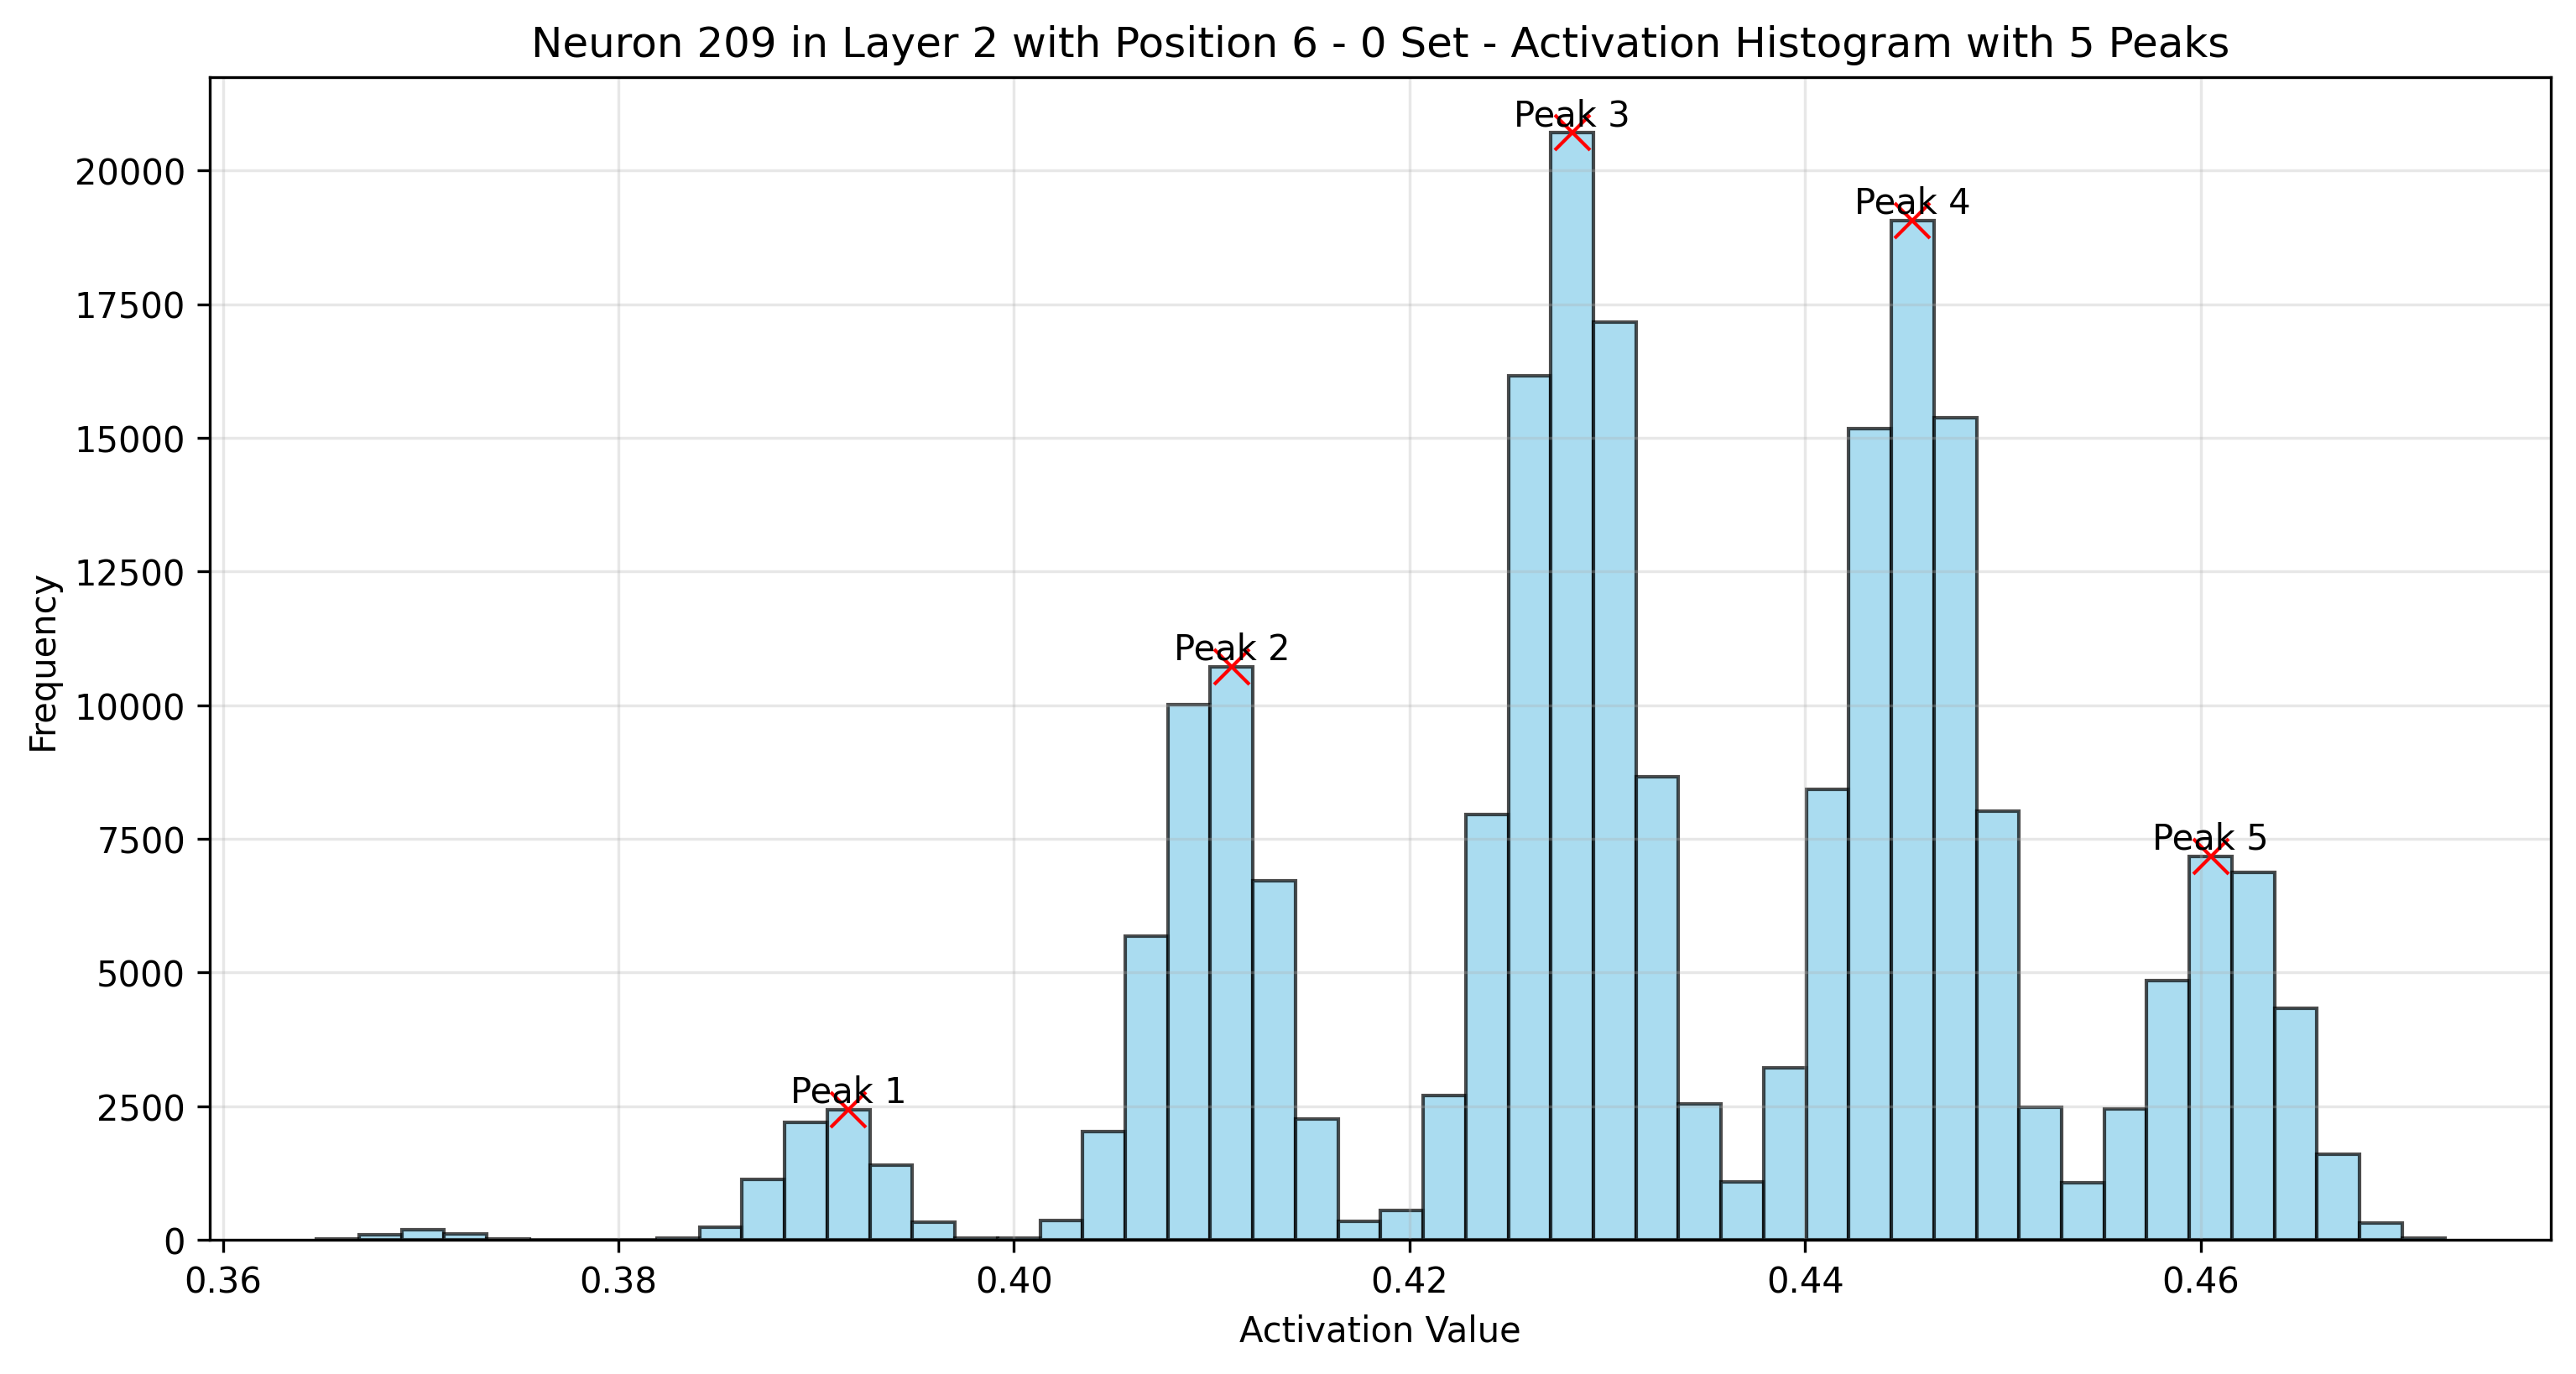 Neuron 209 in Layer 2 with Position 6 - 0 Set - Activation Histogram with 5 Peaks
Peak 3
20000
Peak 4
17500
15000
12500
Peak 2
10000
Frequency
7500
Peak 5
5000
2500
Peak 1
0
0.36
0.38
0.40
0.42
0.44
0.46
Activation Value